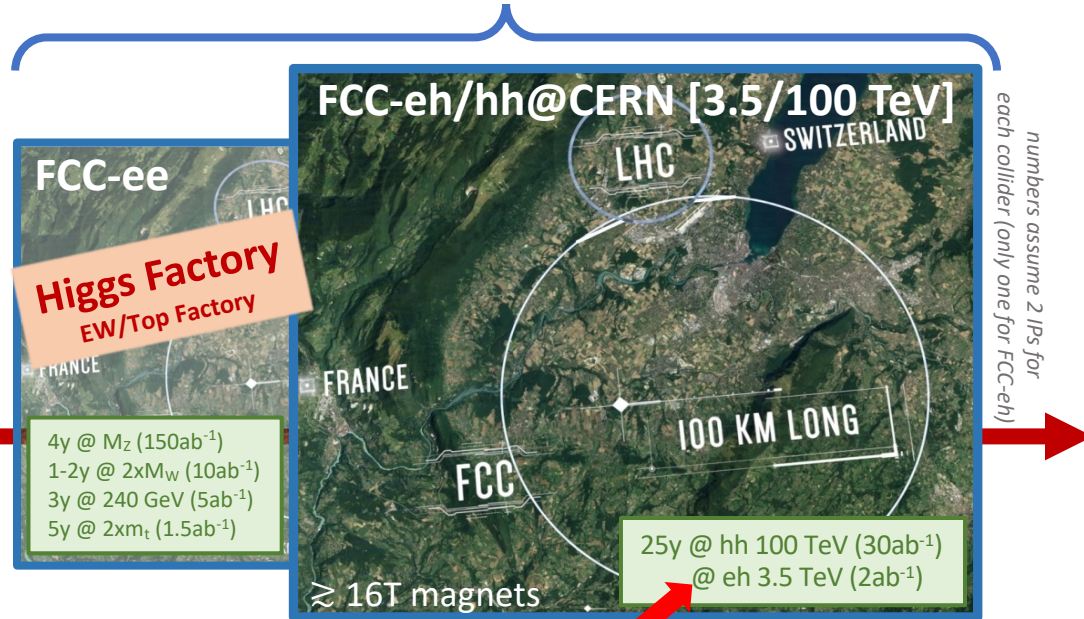 FCC-eh/hh@CERN [3.5/100 TeV]
SWITZERLAND
LHC
FCC-ee
LHC
Higgs Factory
EW/Top Factory
FRANCE
FRANCE
100 KM LONG
FCC
4y @ M_Z (150ab⁻¹)
1-2y @ 2xM_W (10ab⁻¹)
3y @ 240 GeV (5ab⁻¹)
5y @ 2xm_t (1.5ab⁻¹)
25y @ hh 100 TeV (30ab⁻¹)
@ eh 3.5 TeV (2ab⁻¹)
≳ 16T magnets
numbers assume 2 IPs for
each collider (only one for FCC-eh)